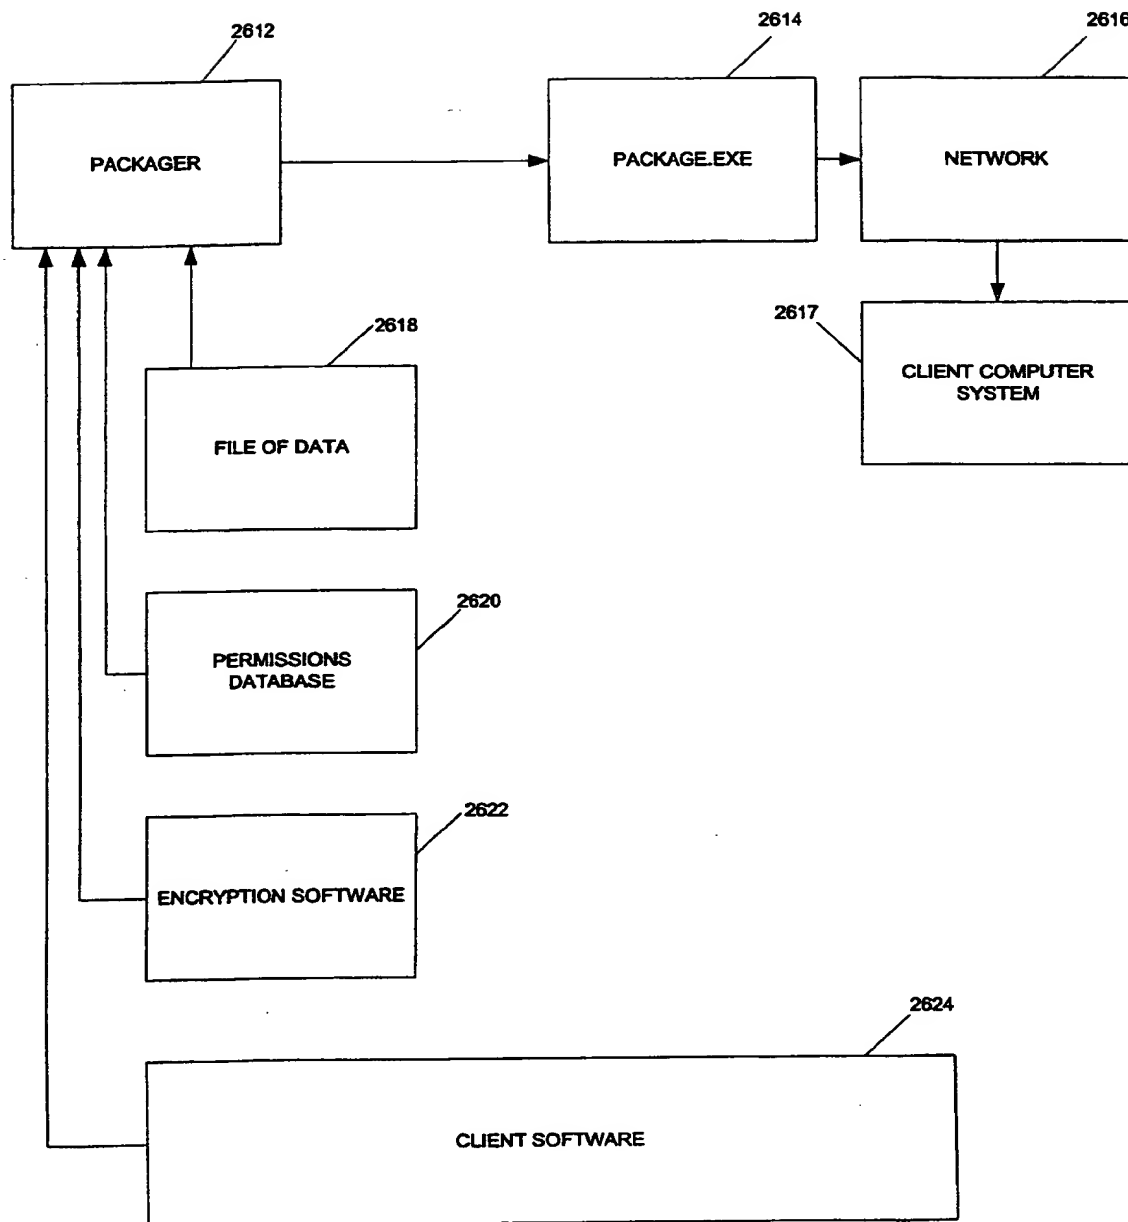 2612
2614
2616
PACKAGER
PACKAGE.EXE
NETWORK
2618
2617
CLIENT COMPUTER
SYSTEM
FILE OF DATA
2620
PERMISSIONS
DATABASE
2622
ENCRYPTION SOFTWARE
2624
CLIENT SOFTWARE